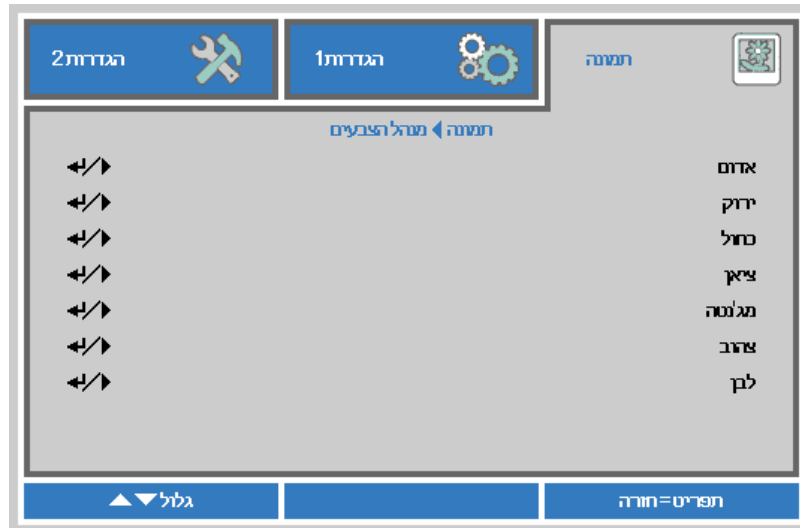 תמונה
הגדרות1
הגדרות2
תמונה ⏵ מנהל הצבעים
אדום
ירוק
כחול
ציאן
מג'נטה
צהוב
לבן
תפריט=חזרה
גלול▼▲